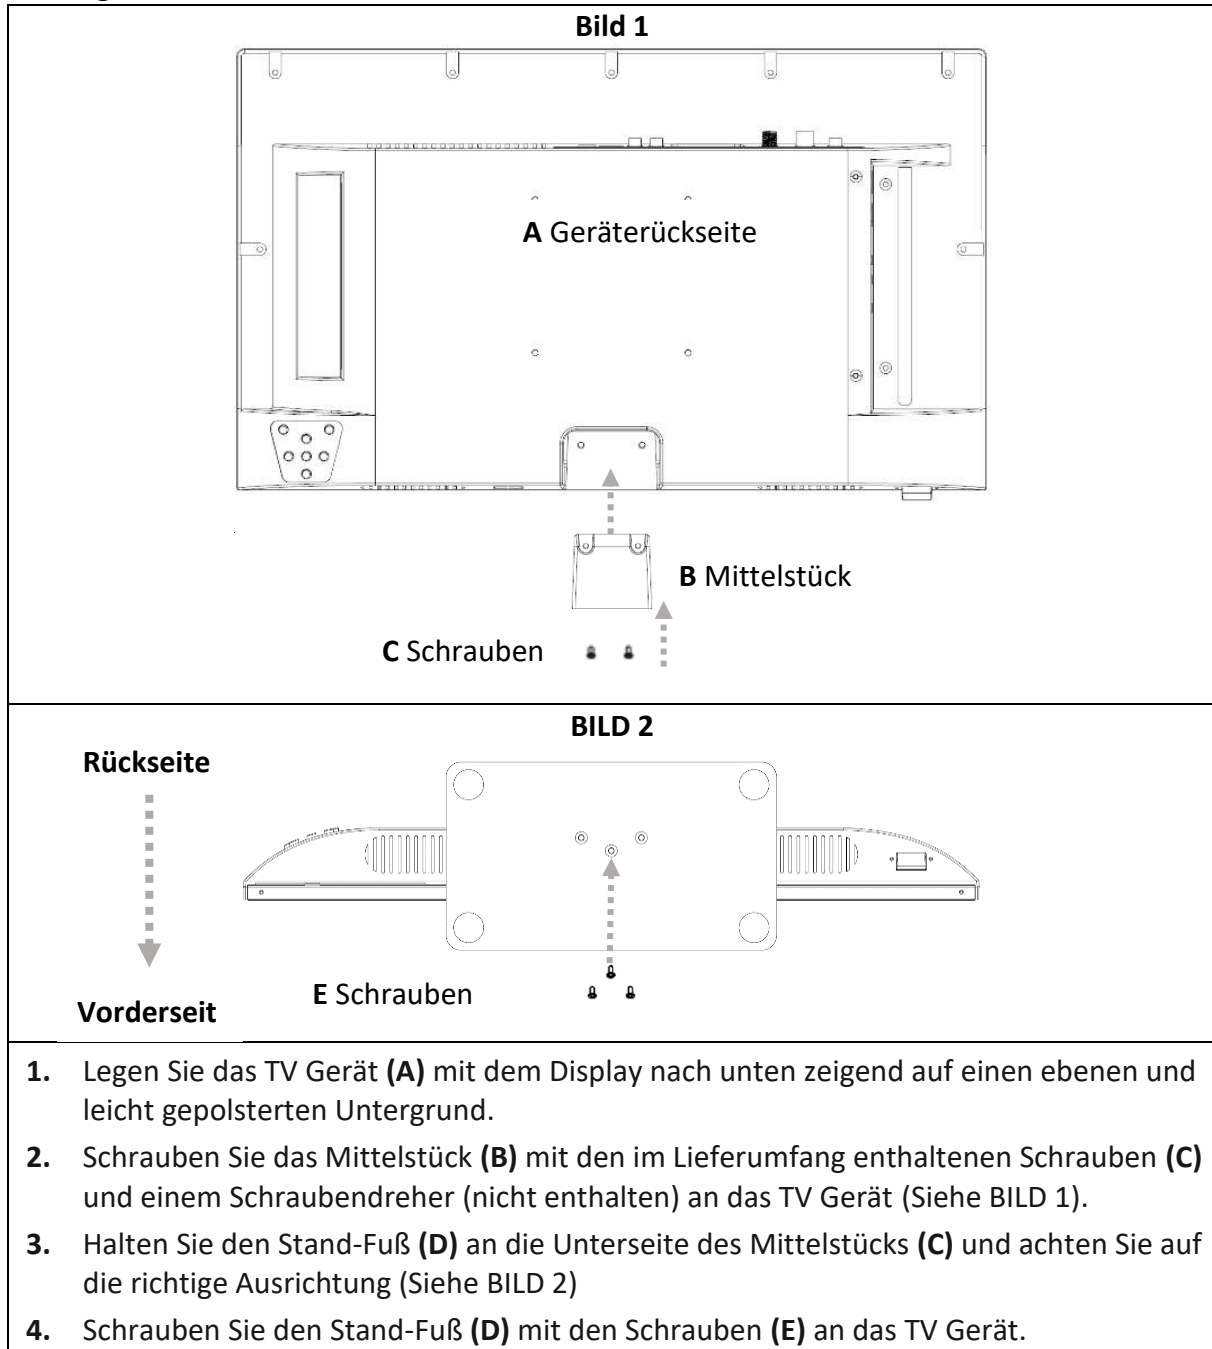 Bild 1
A Geräterückseite
B Mittelstück
C Schrauben
BILD 2
Rückseite
E Schrauben
Vorderseit
1. Legen Sie das TV Gerät (A) mit dem Display nach unten zeigend auf einen ebenen und
leicht gepolsterten Untergrund.
2. Schrauben Sie das Mittelstück (B) mit den im Lieferumfang enthaltenen Schrauben (C)
und einem Schraubendreher (nicht enthalten) an das TV Gerät (Siehe BILD 1).
3. Halten Sie den Stand-Fuß (D) an die Unterseite des Mittelstücks (C) und achten Sie auf
die richtige Ausrichtung (Siehe BILD 2)
4. Schrauben Sie den Stand-Fuß (D) mit den Schrauben (E) an das TV Gerät.